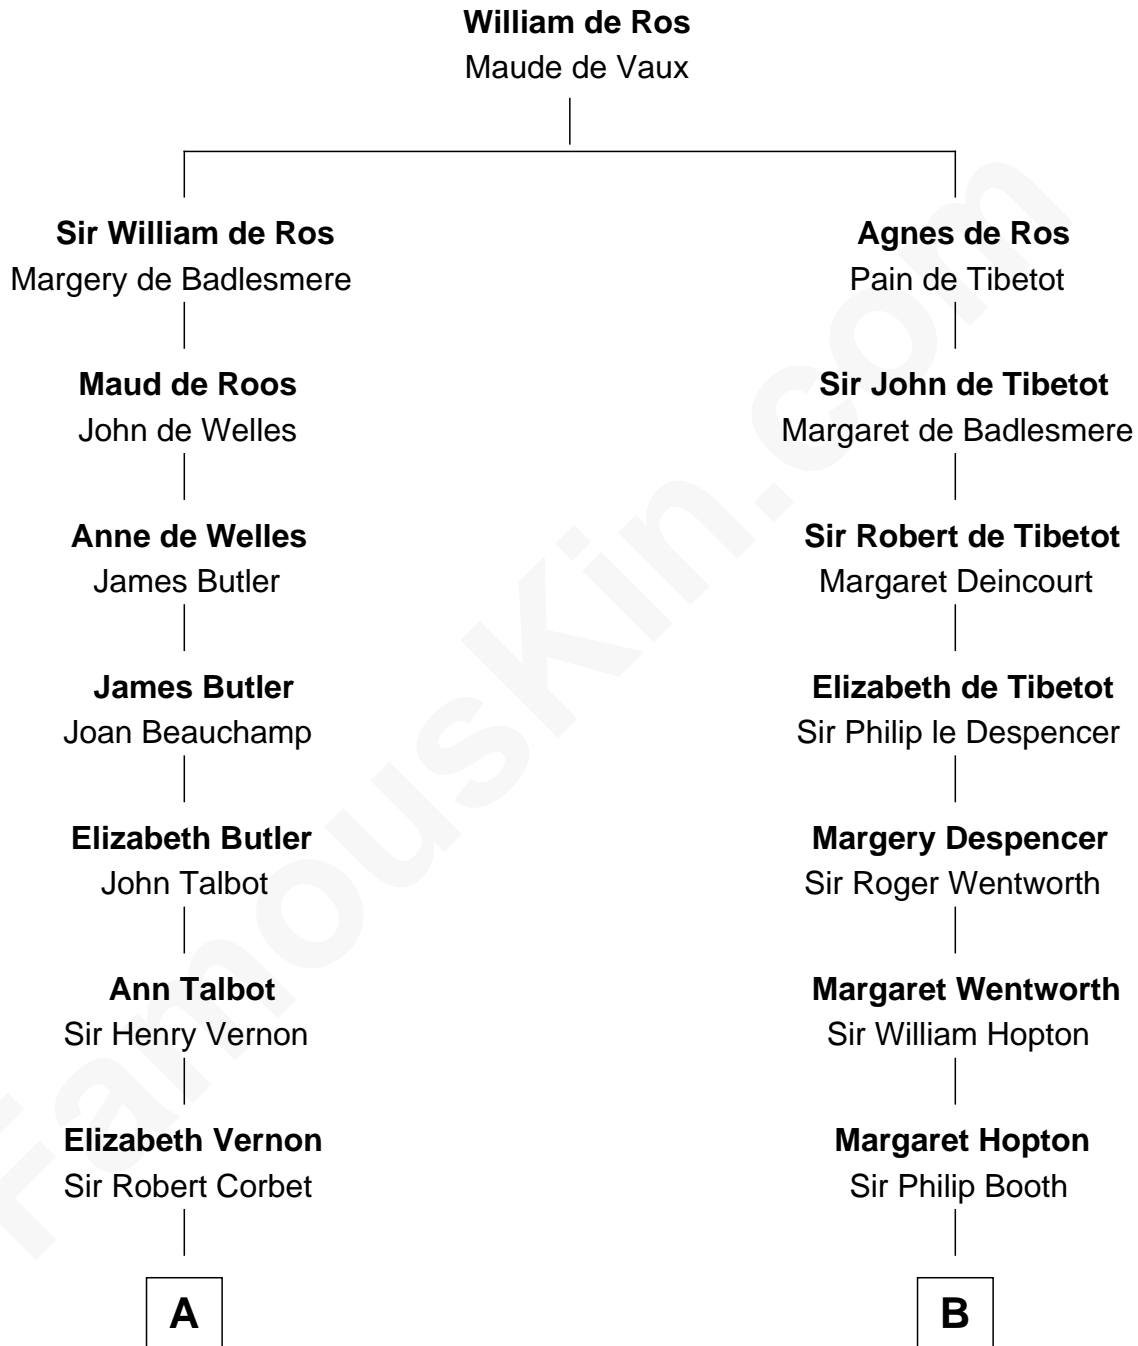 William de Ros
Maude de Vaux
Sir William de Ros
Margery de Badlesmere
Agnes de Ros
Pain de Tibetot
Maud de Roos
John de Welles
Sir John de Tibetot
Margaret de Badlesmere
Anne de Welles
James Butler
Sir Robert de Tibetot
Margaret Deincourt
James Butler
Joan Beauchamp
Elizabeth de Tibetot
Sir Philip le Despencer
Elizabeth Butler
John Talbot
Margery Despencer
Sir Roger Wentworth
Ann Talbot
Sir Henry Vernon
Margaret Wentworth
Sir William Hopton
Elizabeth Vernon
Sir Robert Corbet
Margaret Hopton
Sir Philip Booth
A
B
FamousKin.com